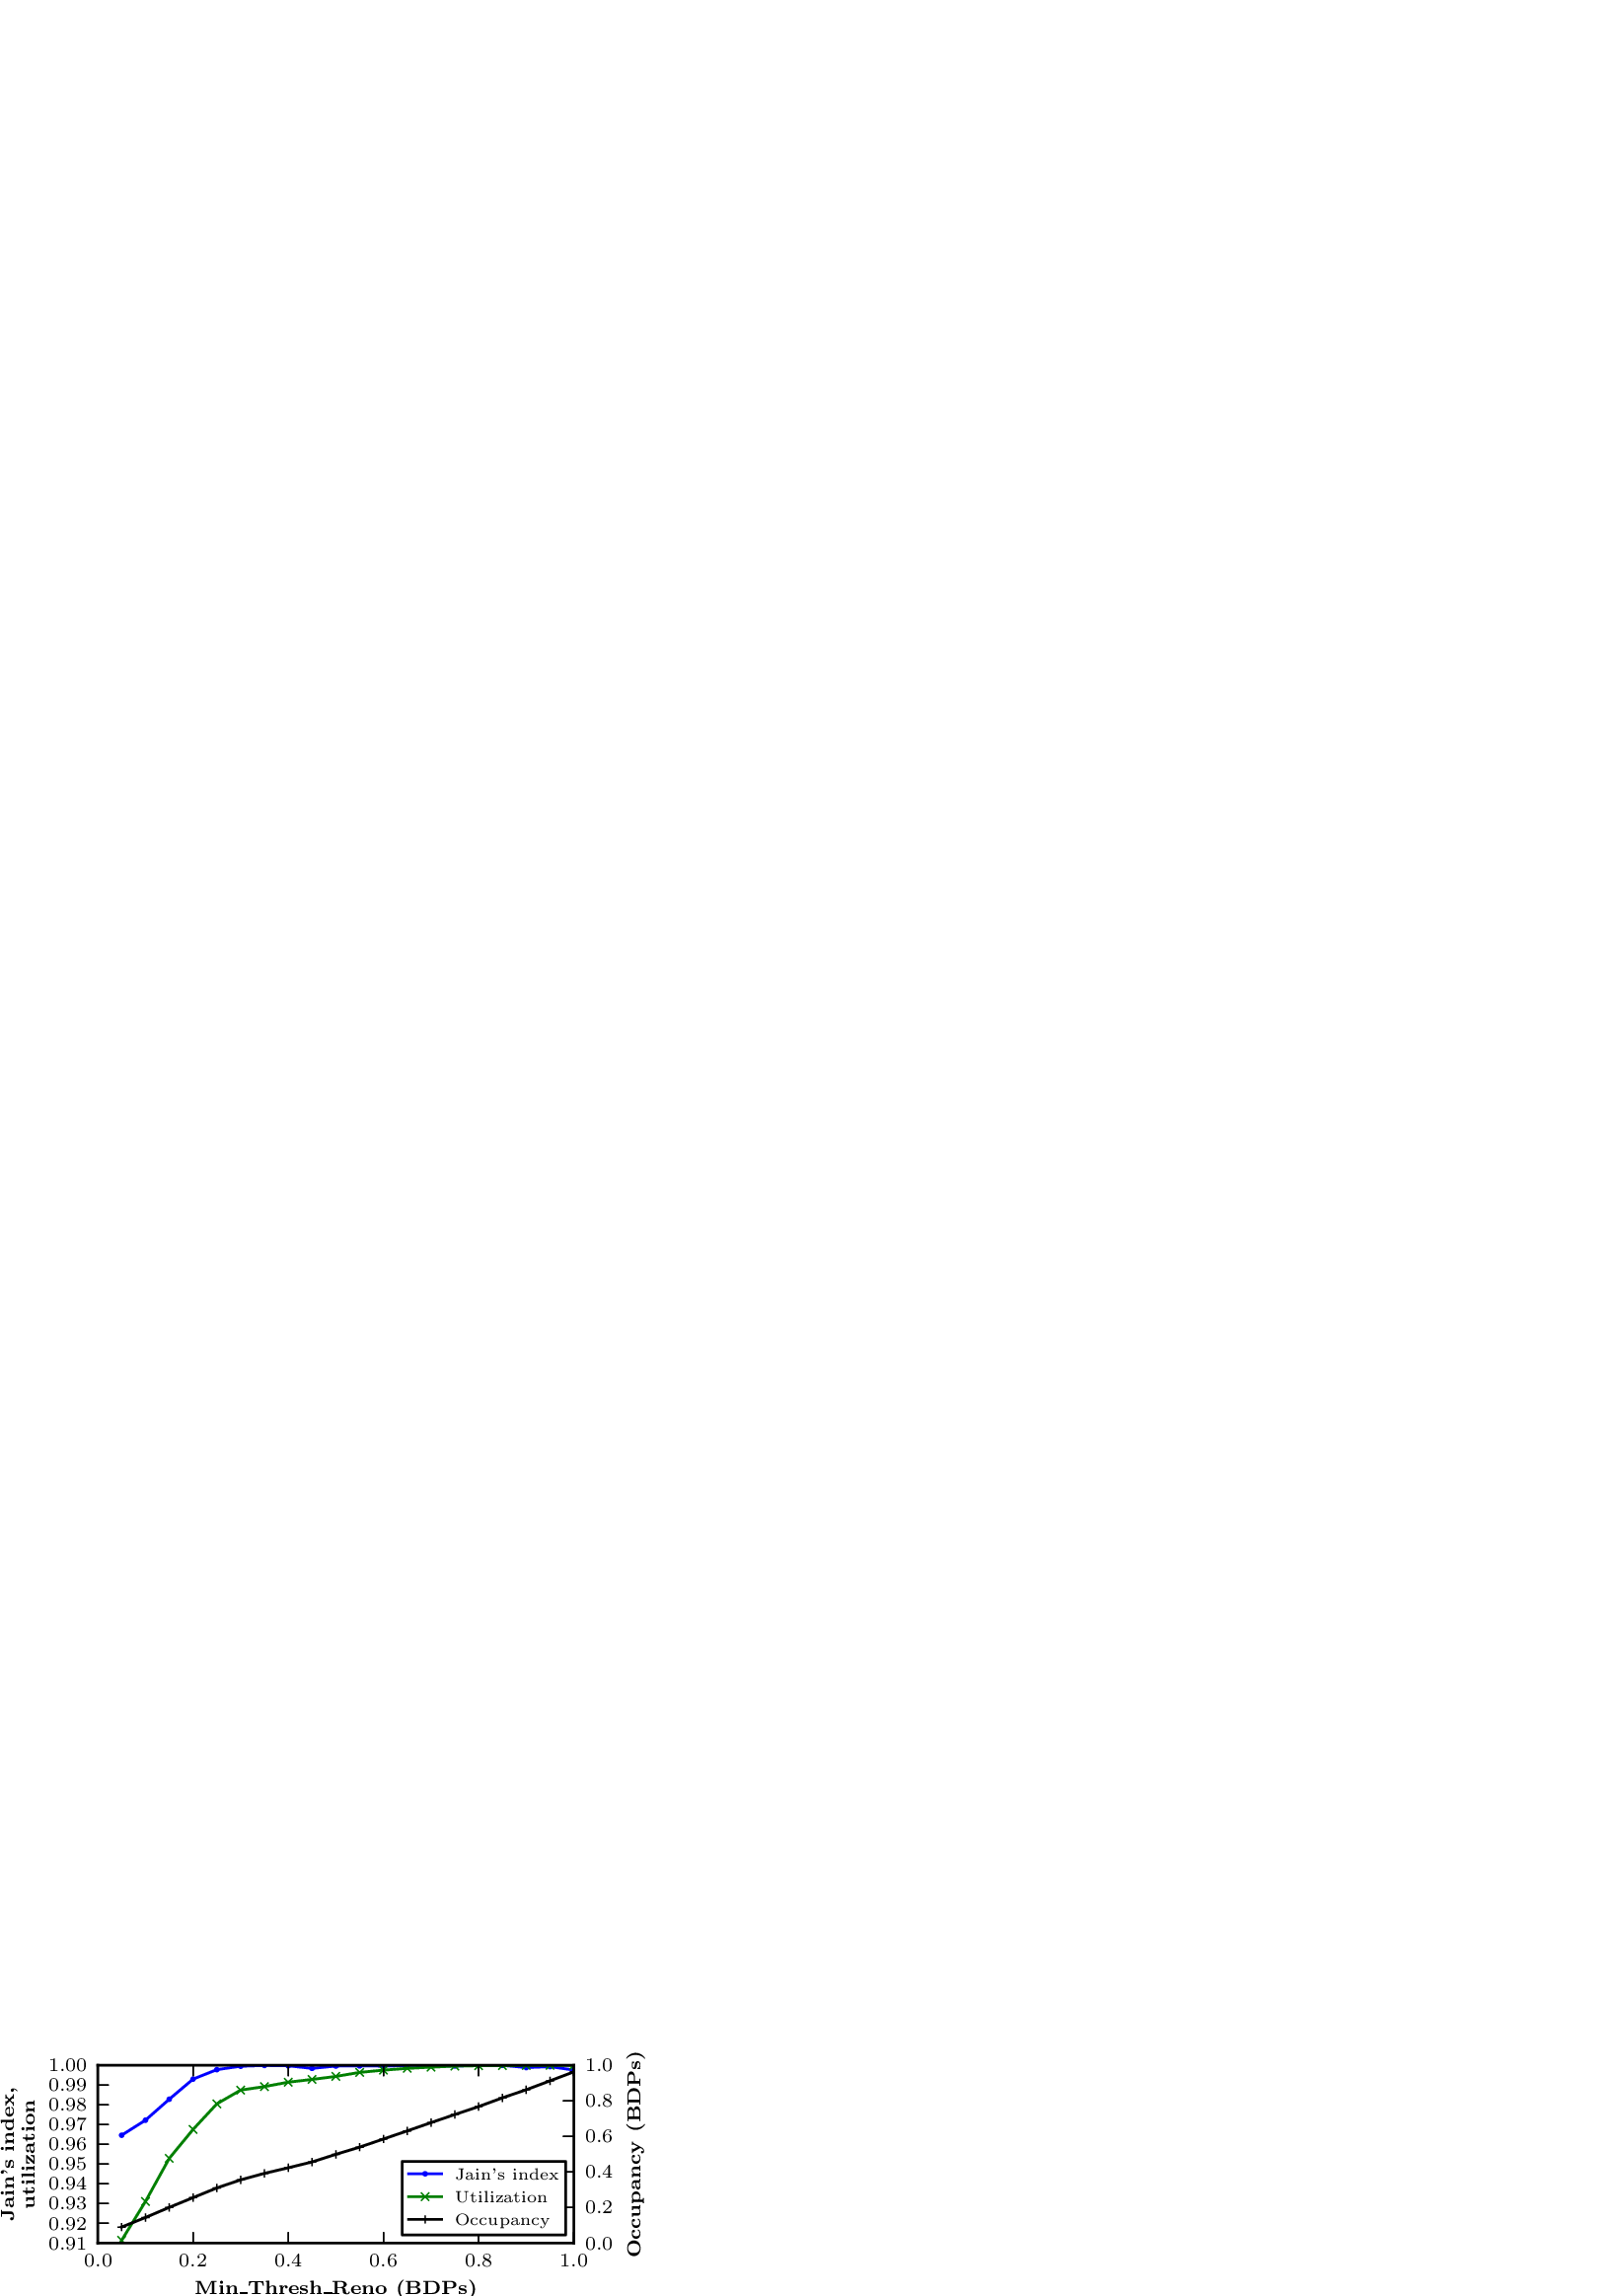 Jain's index,
utilization
1.00
0.99
0.98
0.97
0.96
0.95
0.94
0.93
0.92
0.91
0.0 0.2 0.4 0.6 0.8 1.0
Min_Thresh_Reno (BDPs)
Jain's index
Utilization
Occupancy
1.0
0.8
0.6
0.4
0.2
0.0
Occupancy (BDPs)